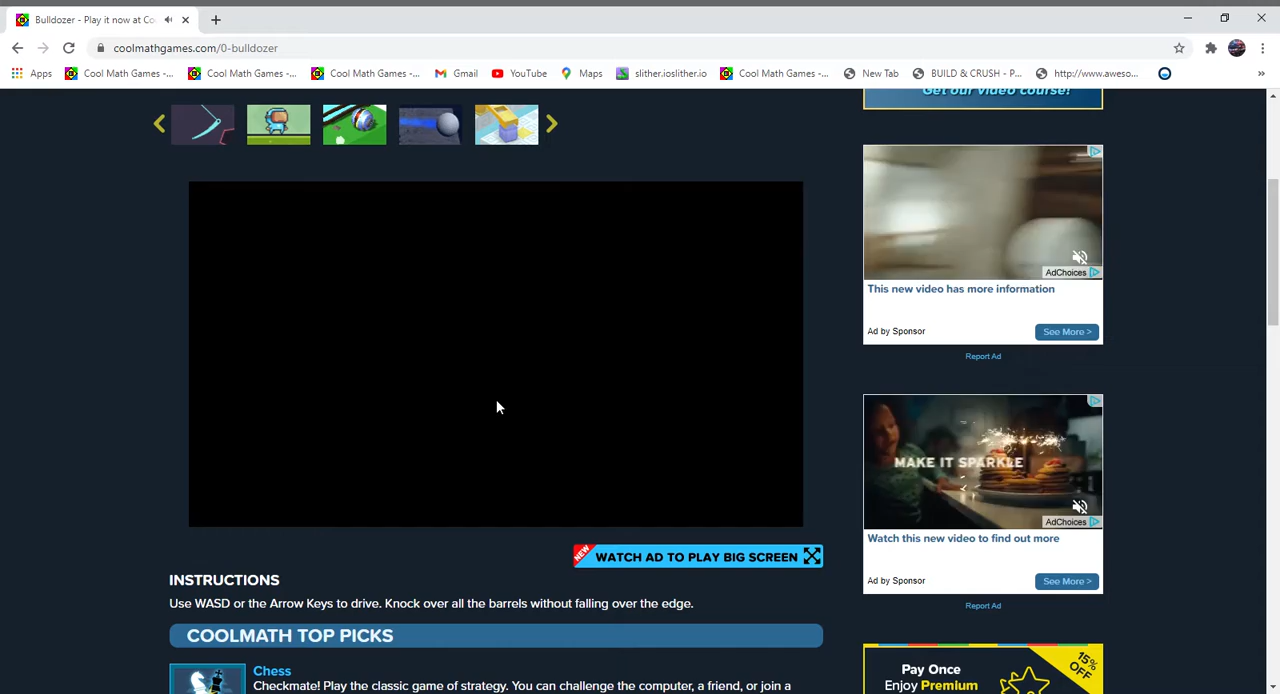 Bulldozer - Play it now at Co
coolmathgames.com/0-bulldozer
Apps Cool Math Games -... Cool Math Games -... Cool Math Games -... Gmail YouTube Maps slither.ioslither.io Cool Math Games -... New Tab BUILD & CRUSH - P... http://www.aweso... »
Get our video course!
AdChoices
This new video has more information
Ad by Sponsor See More >
Report Ad
MAKE IT SPARKLE
AdChoices
Watch this new video to find out more
Ad by Sponsor See More >
Report Ad
NEW WATCH AD TO PLAY BIG SCREEN
INSTRUCTIONS
Use WASD or the Arrow Keys to drive. Knock over all the barrels without falling over the edge.
COOLMATH TOP PICKS
Chess
Checkmate! Play the classic game of strategy. You can challenge the computer, a friend, or join a
Pay Once
Enjoy Premium
15% OFF